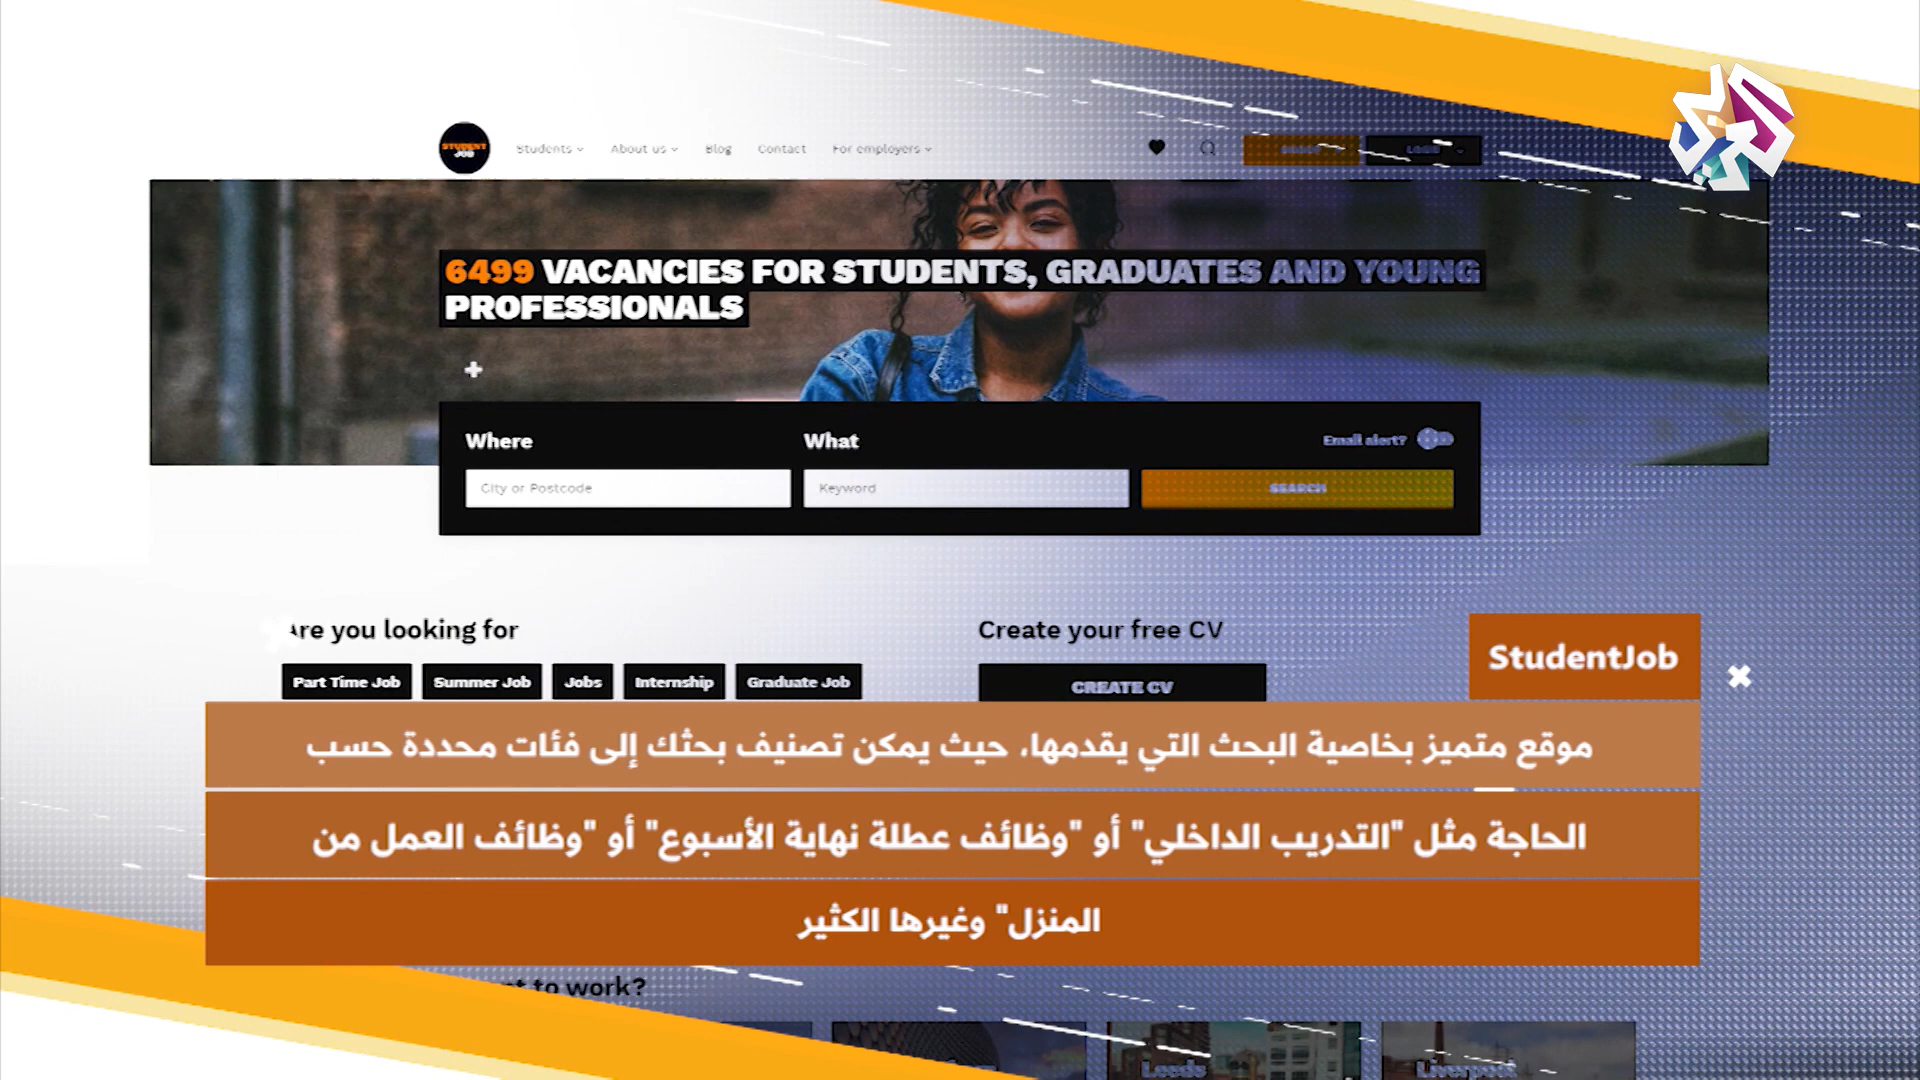 STUDENT
JOB
Students
About us
Blog
Contact
For employers
LOGIN
6499 VACANCIES FOR STUDENTS, GRADUATES AND YOUNG
PROFESSIONALS
Where
What
Email alert?
City or Postcode
Keyword
SEARCH
Are you looking for
Create your free CV
Part Time Job
Summer Job
Jobs
Internship
Graduate Job
CREATE CV
StudentJob
موقع متميز بخاصية البحث التي يقدمها، حيث يمكن تصنيف بحثك إلى فئات محددة حسب
الحاجة مثل "التدريب الداخلي" أو "وظائف عطلة نهاية الأسبوع" أو "وظائف العمل من
المنزل" وغيرها الكثير
to work?
Leeds
Liverpool